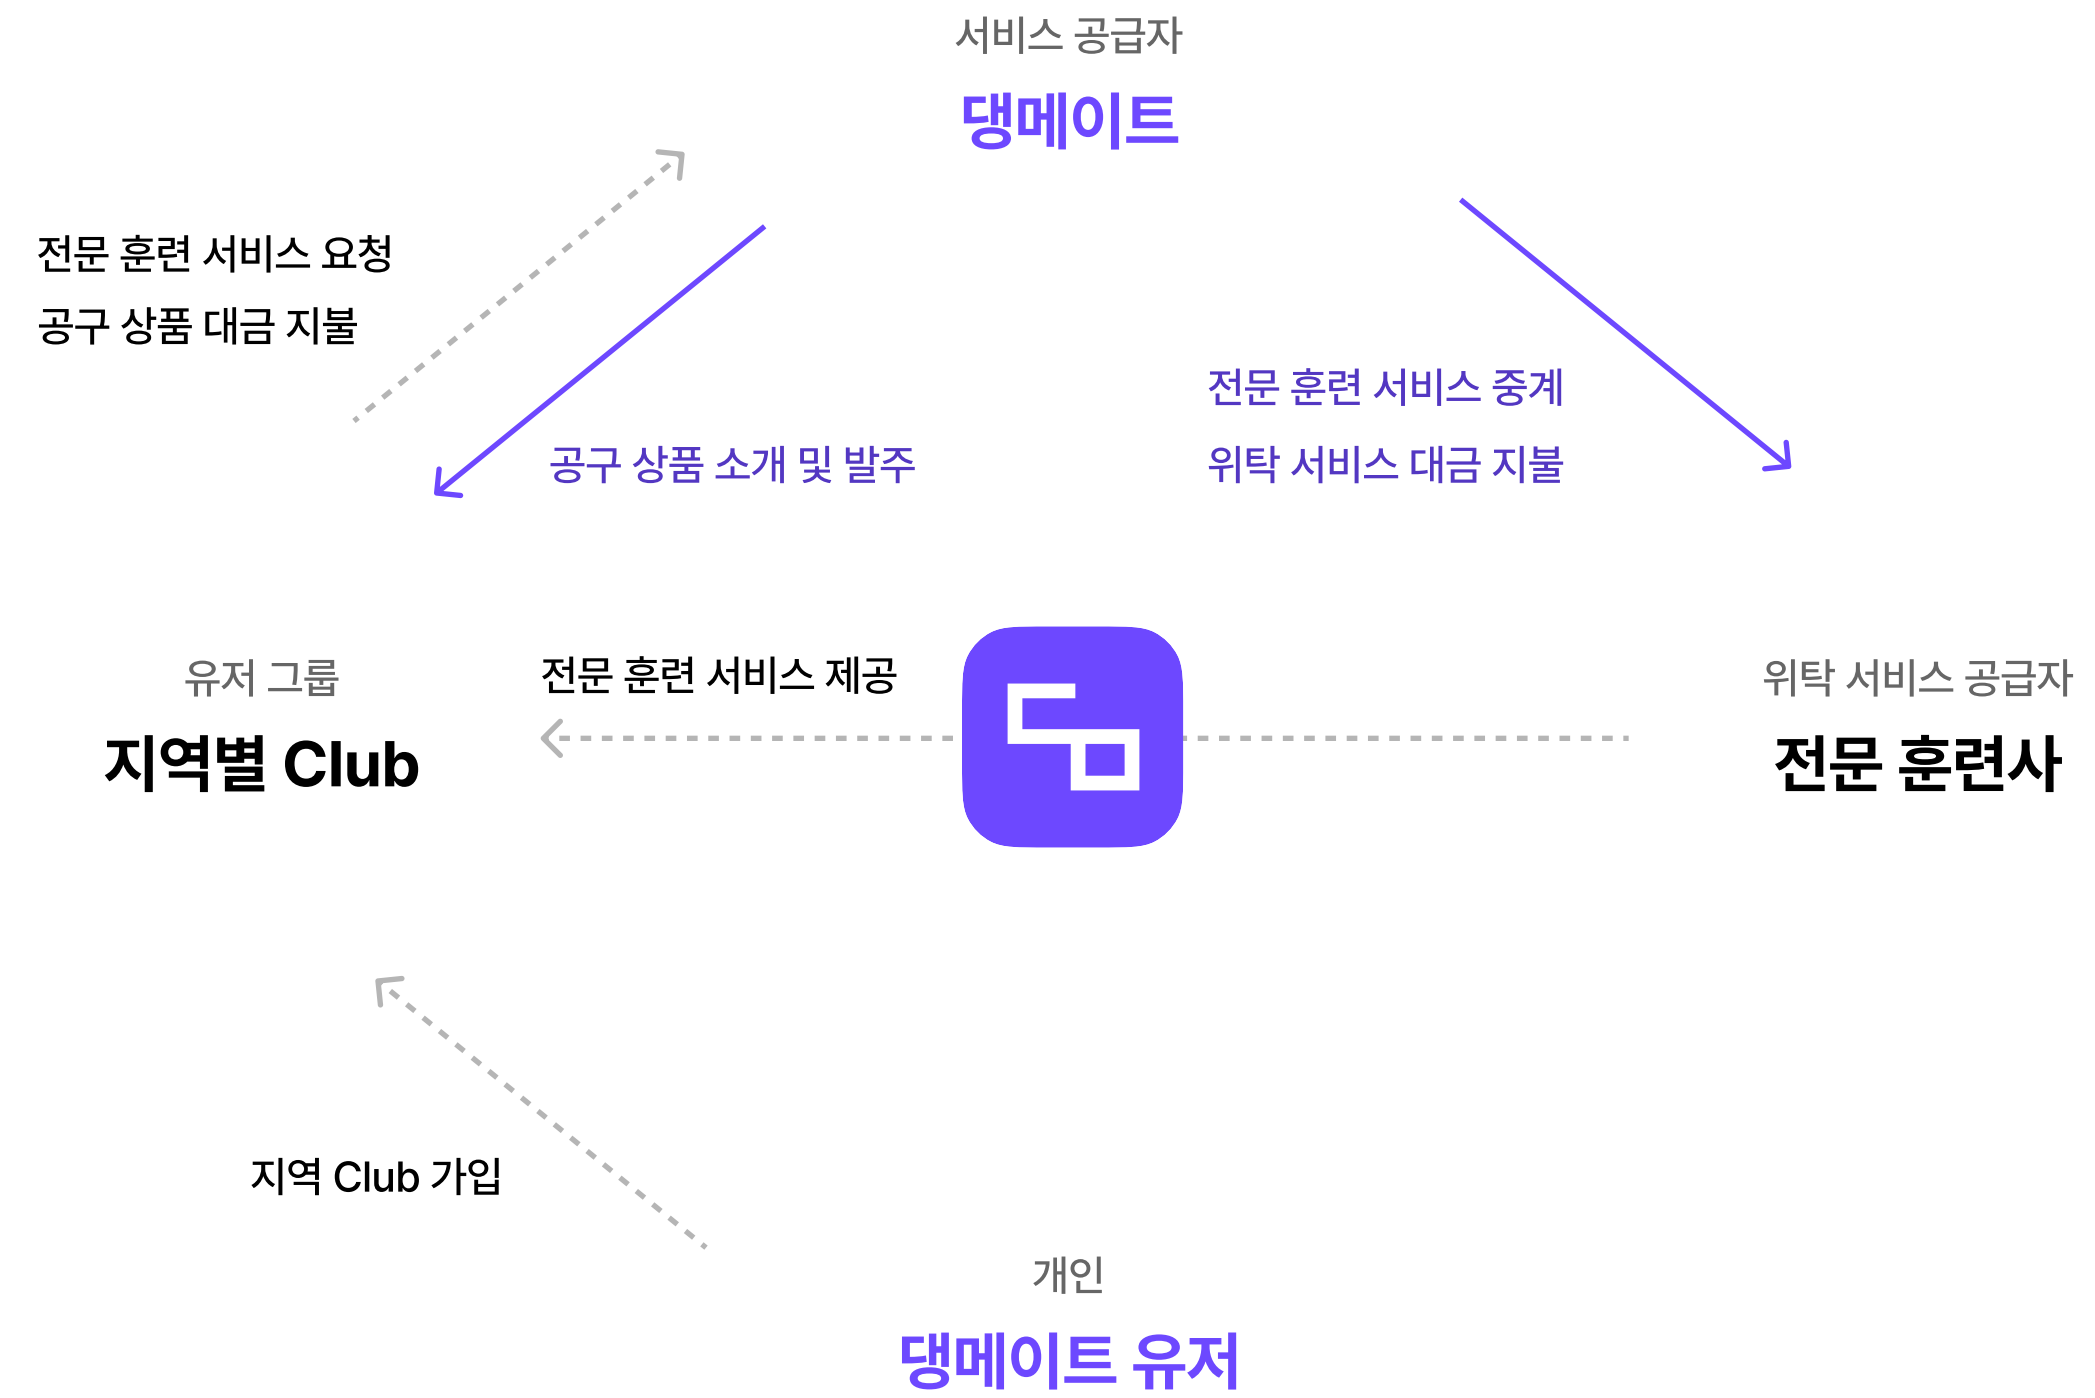 서비스 공급자
댕메이트
전문 훈련 서비스 요청
공구 상품 대금 지불
공구 상품 소개 및 발주
전문 훈련 서비스 중계
위탁 서비스 대금 지불
유저 그룹
지역별 Club
전문 훈련 서비스 제공
위탁 서비스 공급자
전문 훈련사
지역 Club 가입
개인
댕메이트 유저